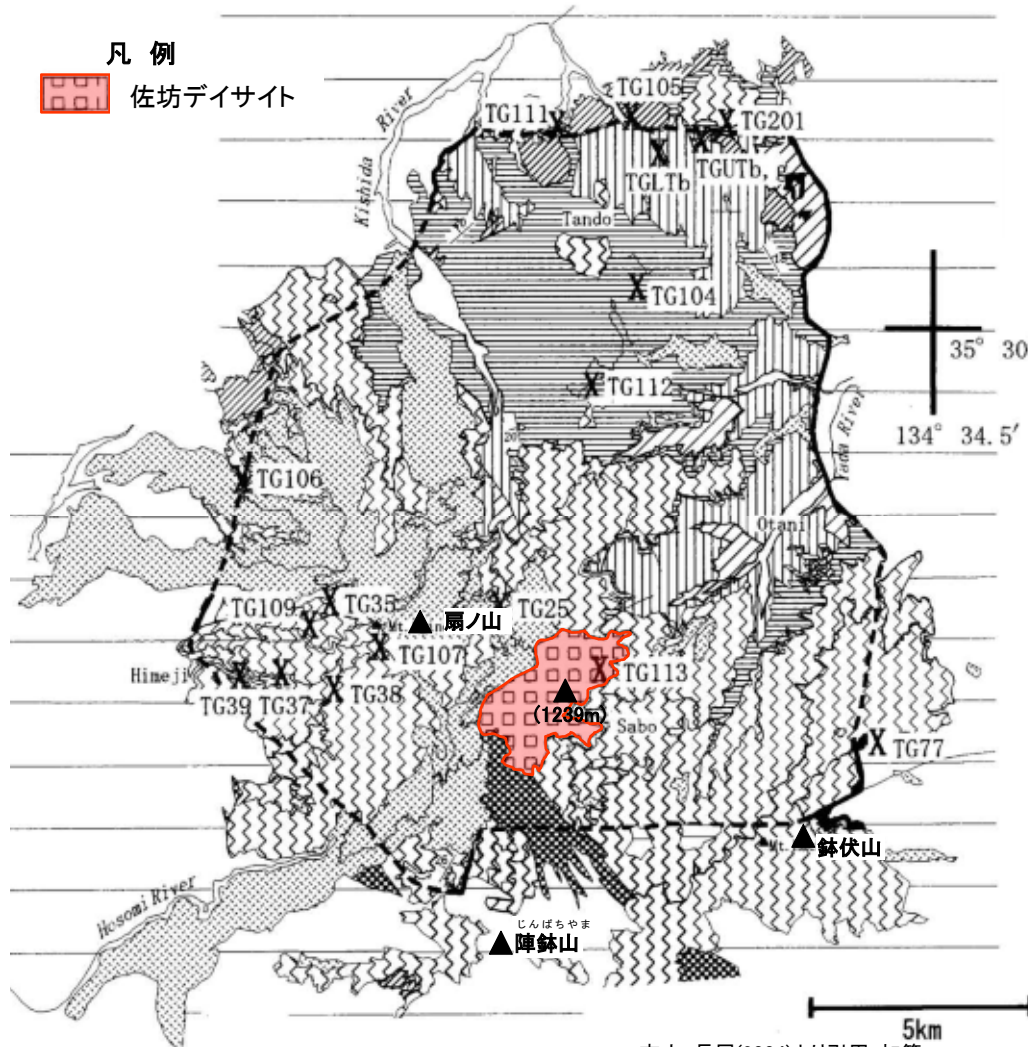 凡 例
佐坊デイサイト
River
Kishida
TG111
TG105
TG201
TGUTb,
TGLTb
Tando
TG104
35° 30
TG112
134° 34.5′
Yada River
TG106
Otani
TG109
TG35
扇ノ山
TG25
TG107
TG113
Himeji
(1239m)
TG39
TG37
TG38
Sabo
TG77
Mt.
鉢伏山
Hosomi River
じんばちやま
陣鉢山
5km